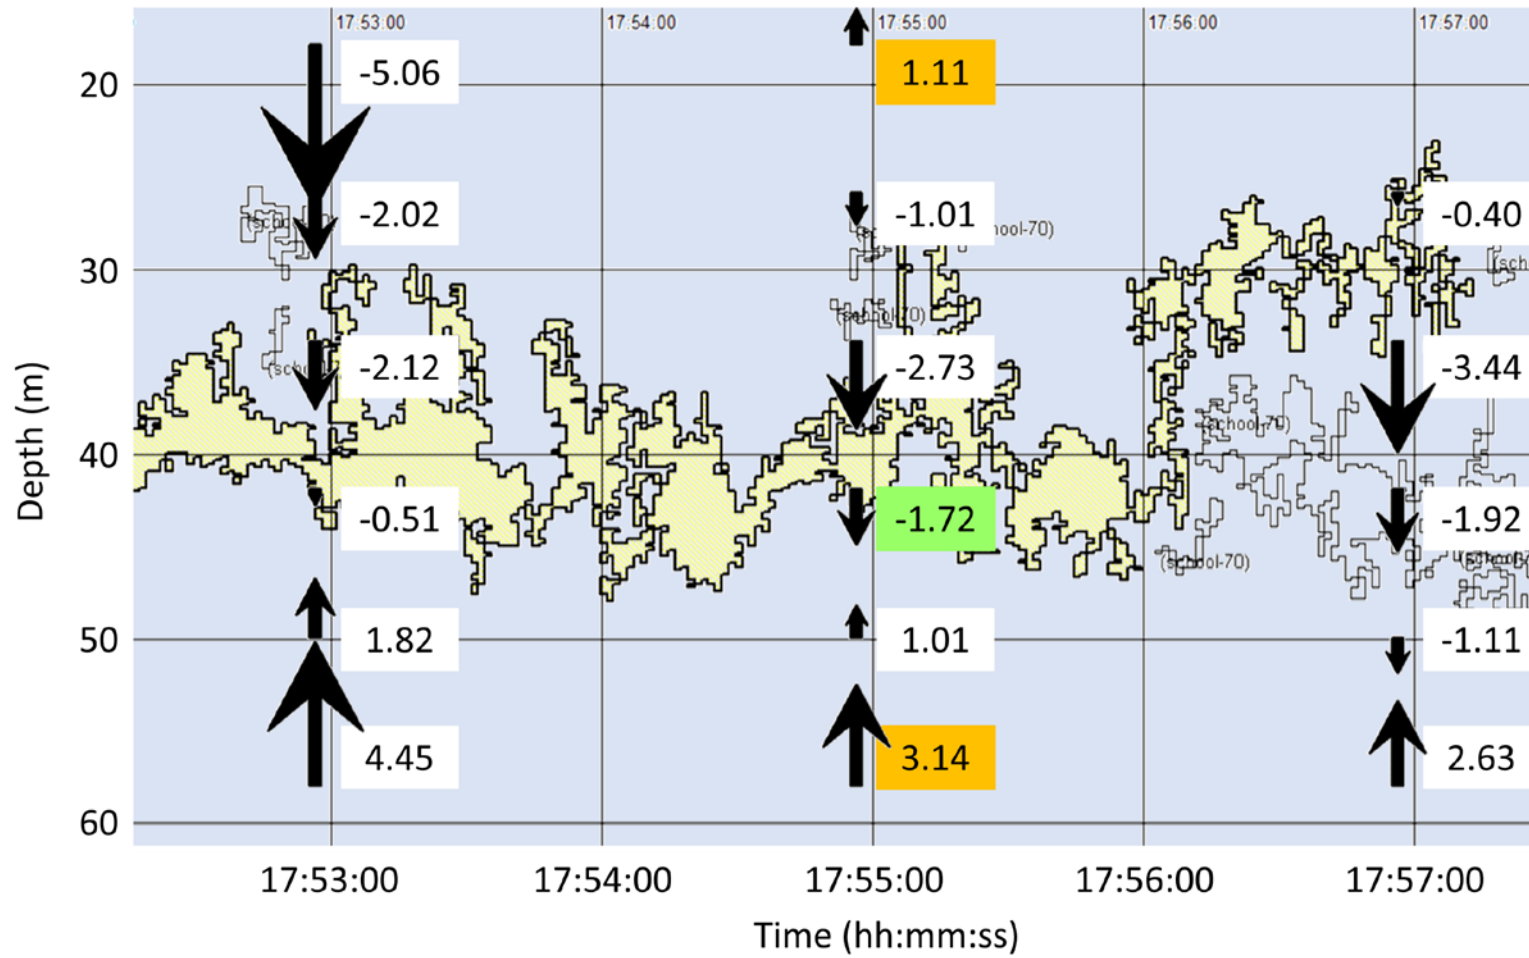 17:53:00 17:54:00 17:55:00 17:56:00 17:57:00
-5.06 1.11
20
-2.02 -1.01 -0.40
(school-70)
30
(school-70)
-2.12 -2.73 -3.44
(school-70)
40
-0.51 -1.72 -1.92
(school-70)
50
1.82 1.01 -1.11
4.45 3.14 2.63
60
Depth (m)
17:53:00 17:54:00 17:55:00 17:56:00 17:57:00
Time (hh:mm:ss)